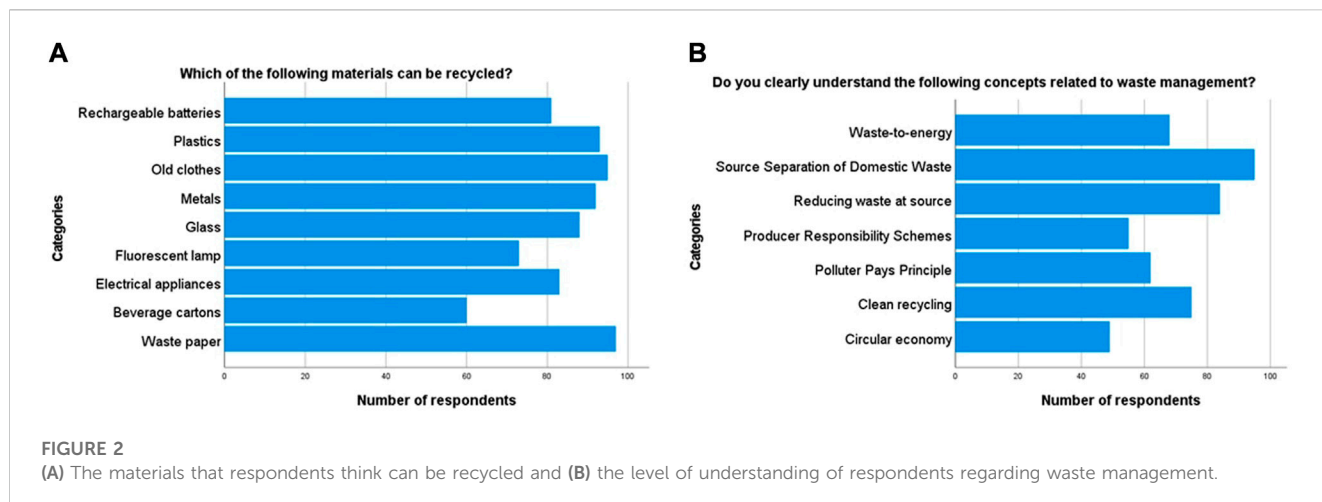 A
Which of the following materials can be recycled?
Categories
Rechargeable batteries
Plastics
Old clothes
Metals
Glass
Fluorescent lamp
Electrical appliances
Beverage cartons
Waste paper
0 20 40 60 80 100
Number of respondents
B
Do you clearly understand the following concepts related to waste management?
Categories
Waste-to-energy
Source Separation of Domestic Waste
Reducing waste at source
Producer Responsibility Schemes
Polluter Pays Principle
Clean recycling
Circular economy
0 20 40 60 80 100
Number of respondents
FIGURE 2
(A) The materials that respondents think can be recycled and (B) the level of understanding of respondents regarding waste management.